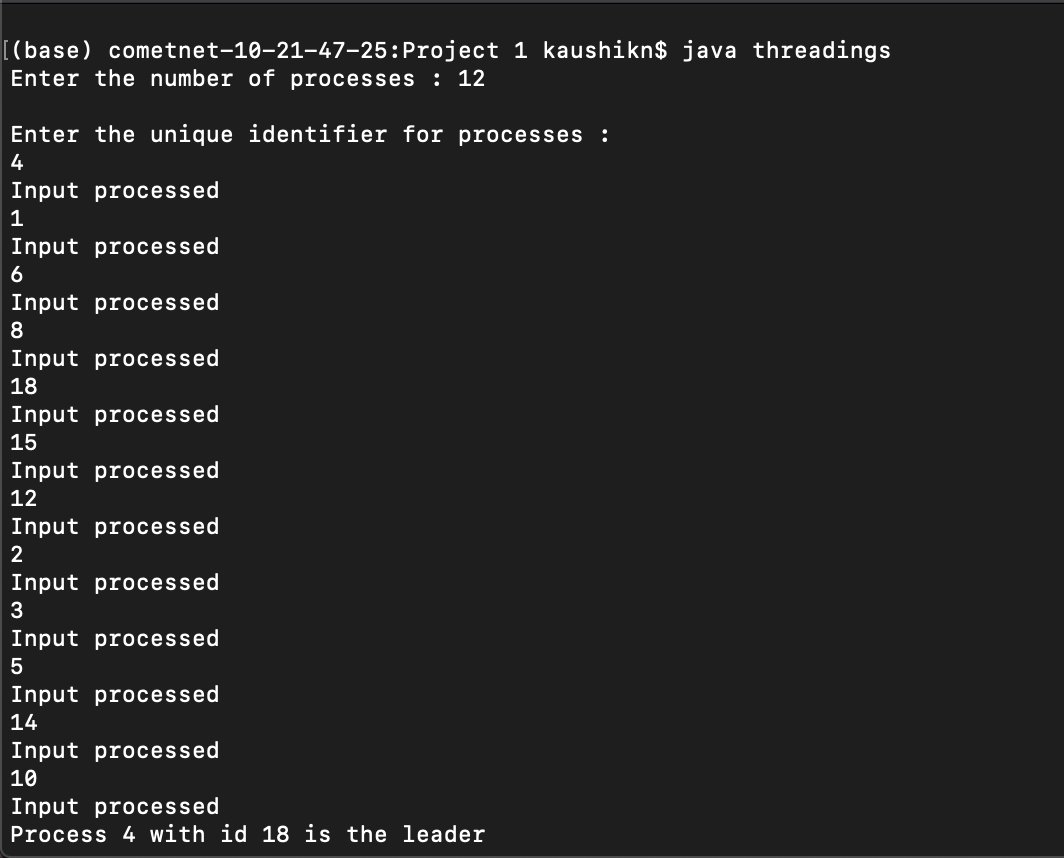 [(base) cometnet-10-21-47-25:Project 1 kaushikn$ java threadings
Enter the number of processes : 12
Enter the unique identifier for processes :
4
Input processed
1
Input processed
6
Input processed
8
Input processed
18
Input processed
15
Input processed
12
Input processed
2
Input processed
3
Input processed
5
Input processed
14
Input processed
10
Input processed
Process 4 with id 18 is the leader